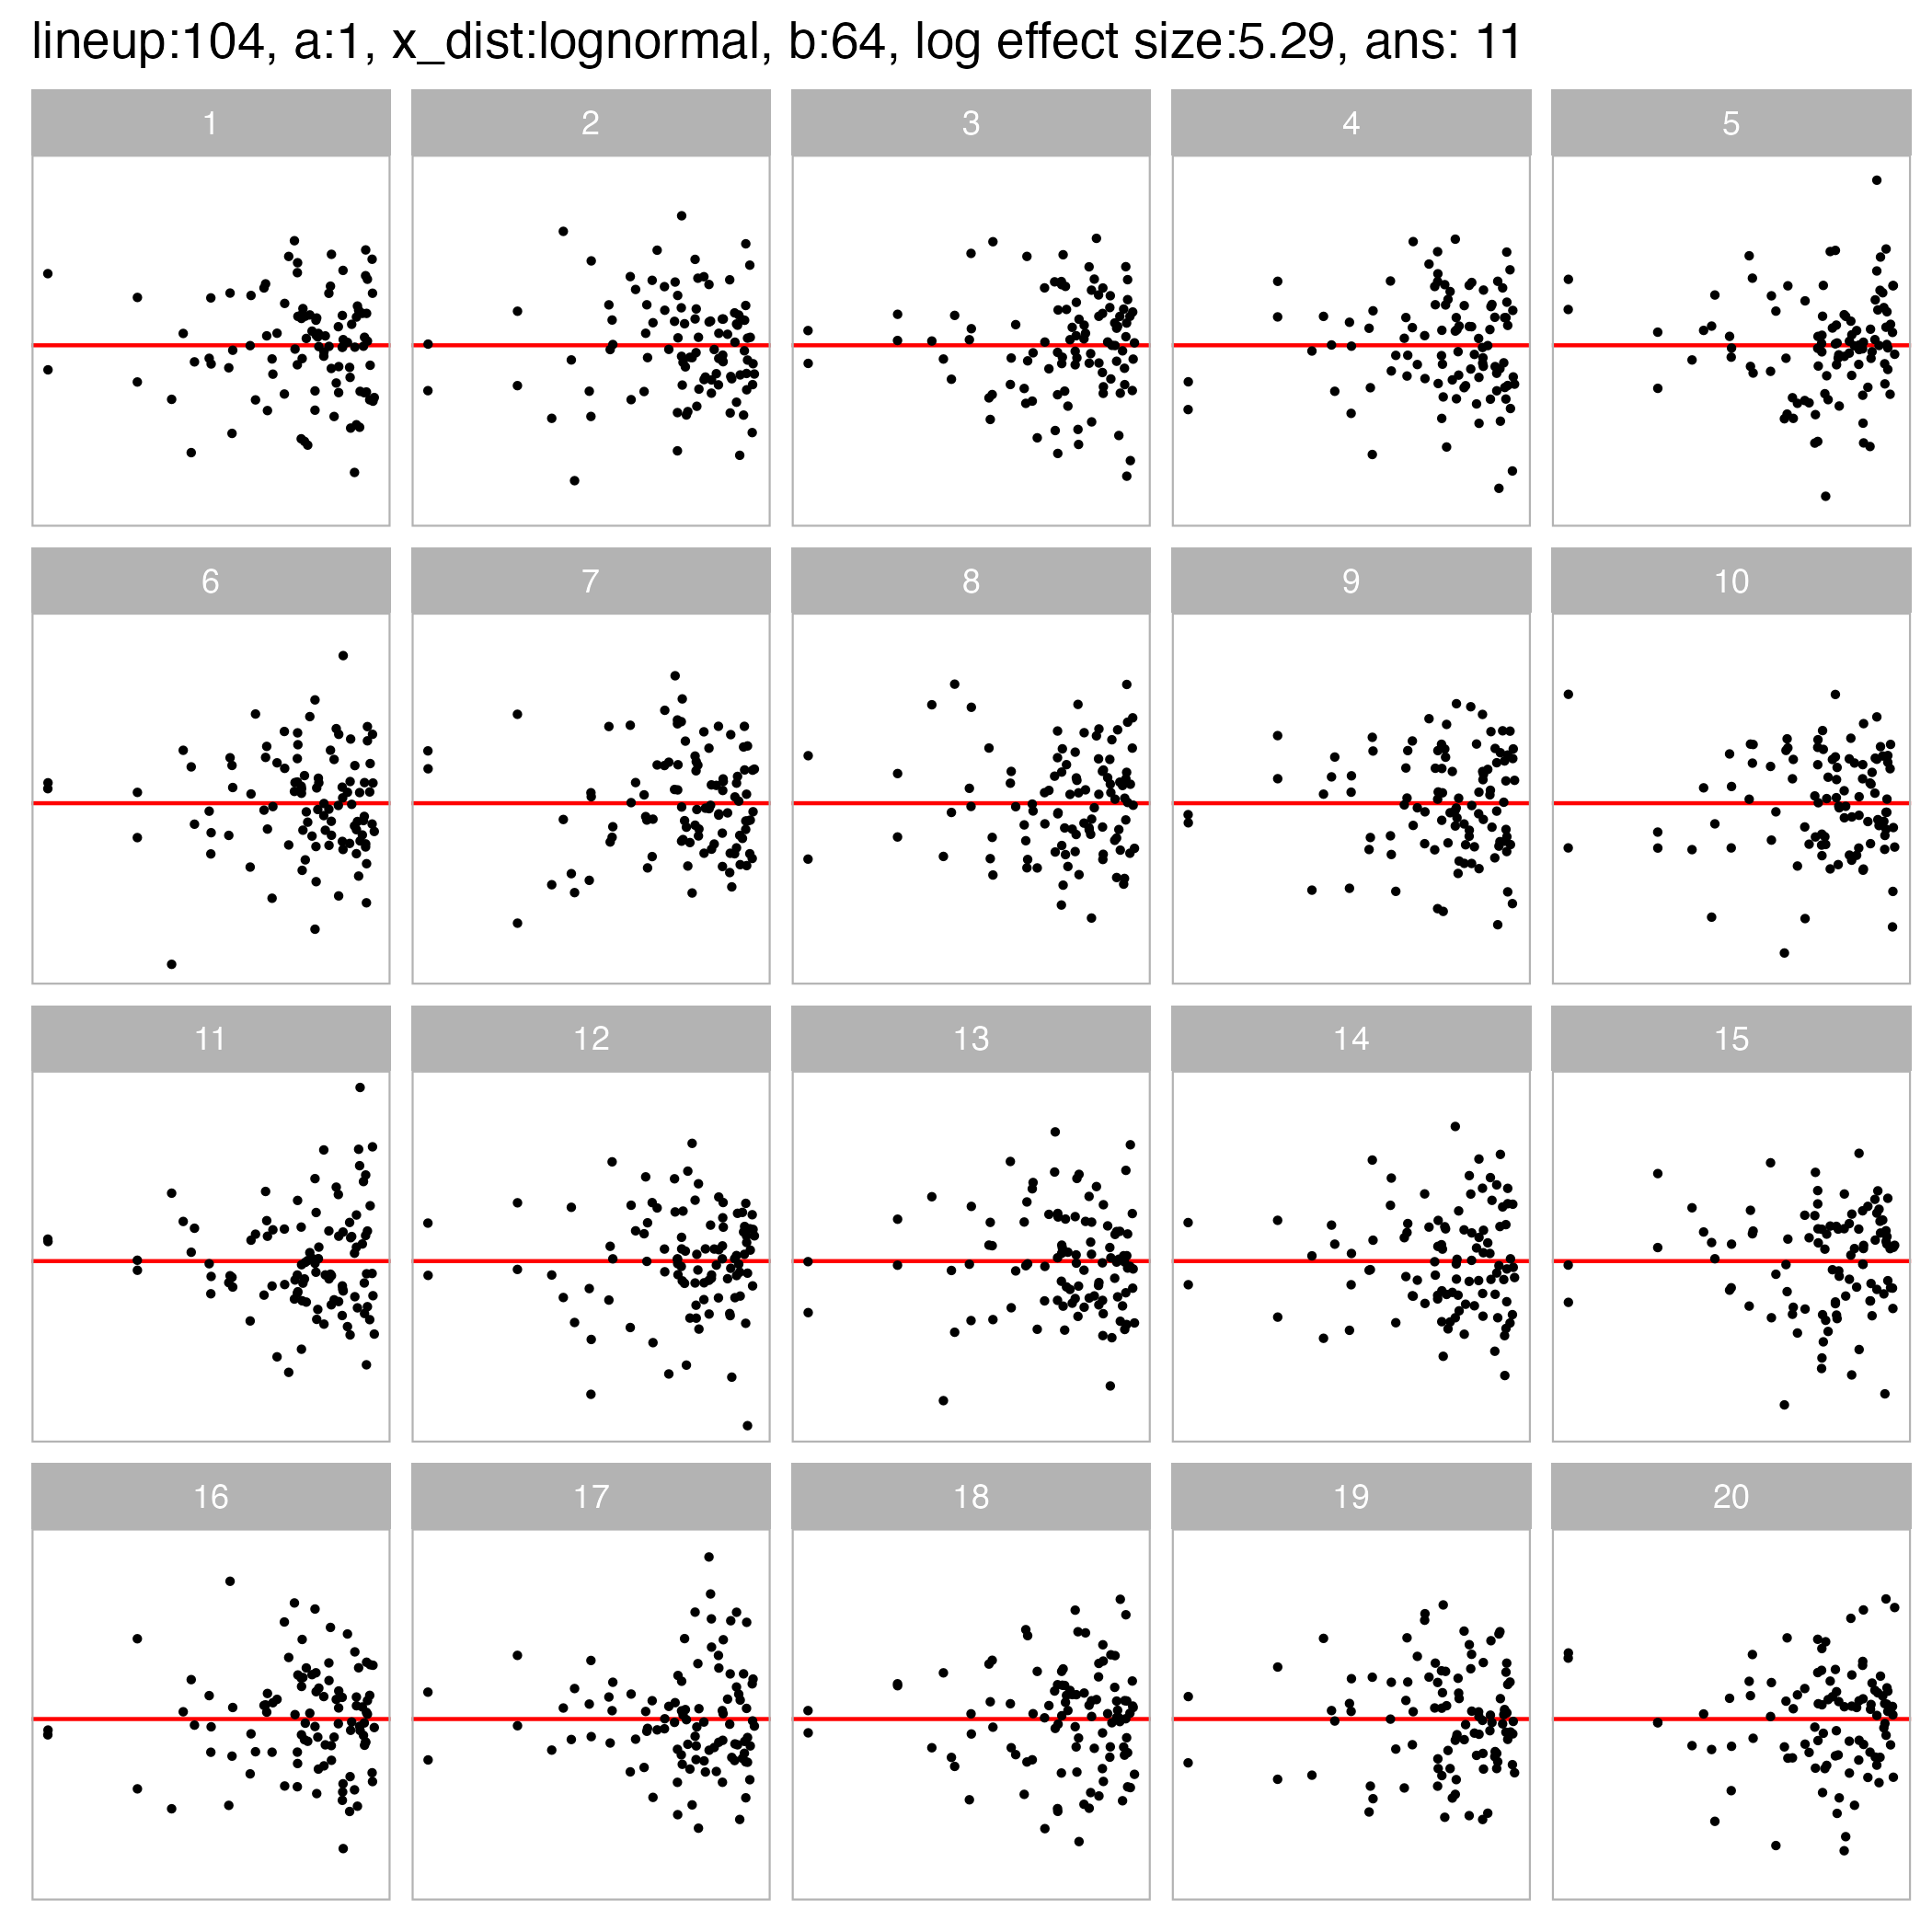 lineup:104, a:1, x_dist:lognormal, b:64, log effect size:5.29, ans: 11
1 2 3 4 5
6 7 8 9 10
11 12 13 14 15
16 17 18 19 20